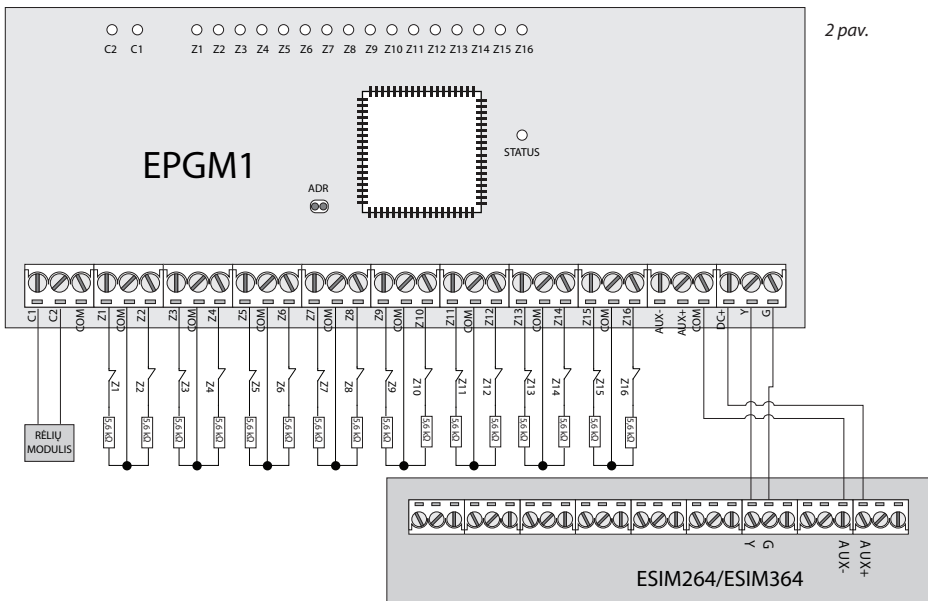 2 pav.
C2 C1 Z1 Z2 Z3 Z4 Z5 Z6 Z7 Z8 Z9 Z10 Z11 Z12 Z13 Z14 Z15 Z16
STATUS
EPGM1
ADR
C1 C2 COM Z1 COM Z2 Z3 COM Z4 Z5 COM Z6 Z7 COM Z8 Z9 COM Z10 Z11 COM Z12 Z13 COM Z14 Z15 COM Z16 AUX- AUX+ COM DC+ Y G
Z1 Z2 Z3 Z4 Z5 Z6 Z7 Z8 Z9 Z10 Z11 Z12 Z13 Z14 Z15 Z16
5,6 kΩ 5,6 kΩ 5,6 kΩ 5,6 kΩ 5,6 kΩ 5,6 kΩ 5,6 kΩ 5,6 kΩ 5,6 kΩ 5,6 kΩ 5,6 kΩ 5,6 kΩ 5,6 kΩ 5,6 kΩ 5,6 kΩ 5,6 kΩ
RĖLIŲ
MODULIS
Y G AUX- AUX+
ESIM264/ESIM364